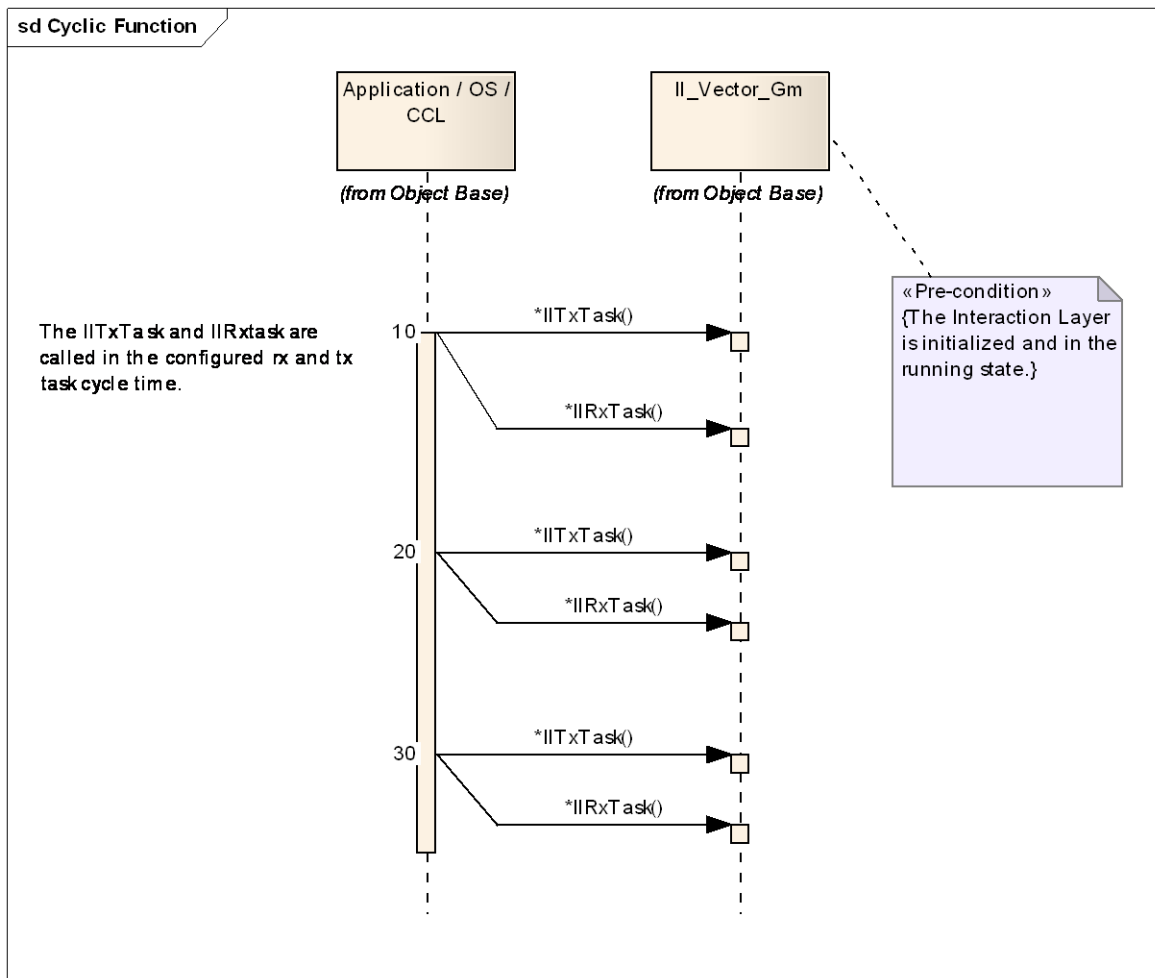 sd Cyclic Function
Application / OS /
CCL
Il_Vector_Gm
(from Object Base)
(from Object Base)
«Pre-condition»
{The Interaction Layer
is initialized and in the
running state.}
The IlTxTask and IlRxtask are
called in the configured rx and tx
task cycle time.
10
*IlTxTask()
*IlRxTask()
20
*IlTxTask()
*IlRxTask()
30
*IlTxTask()
*IlRxTask()